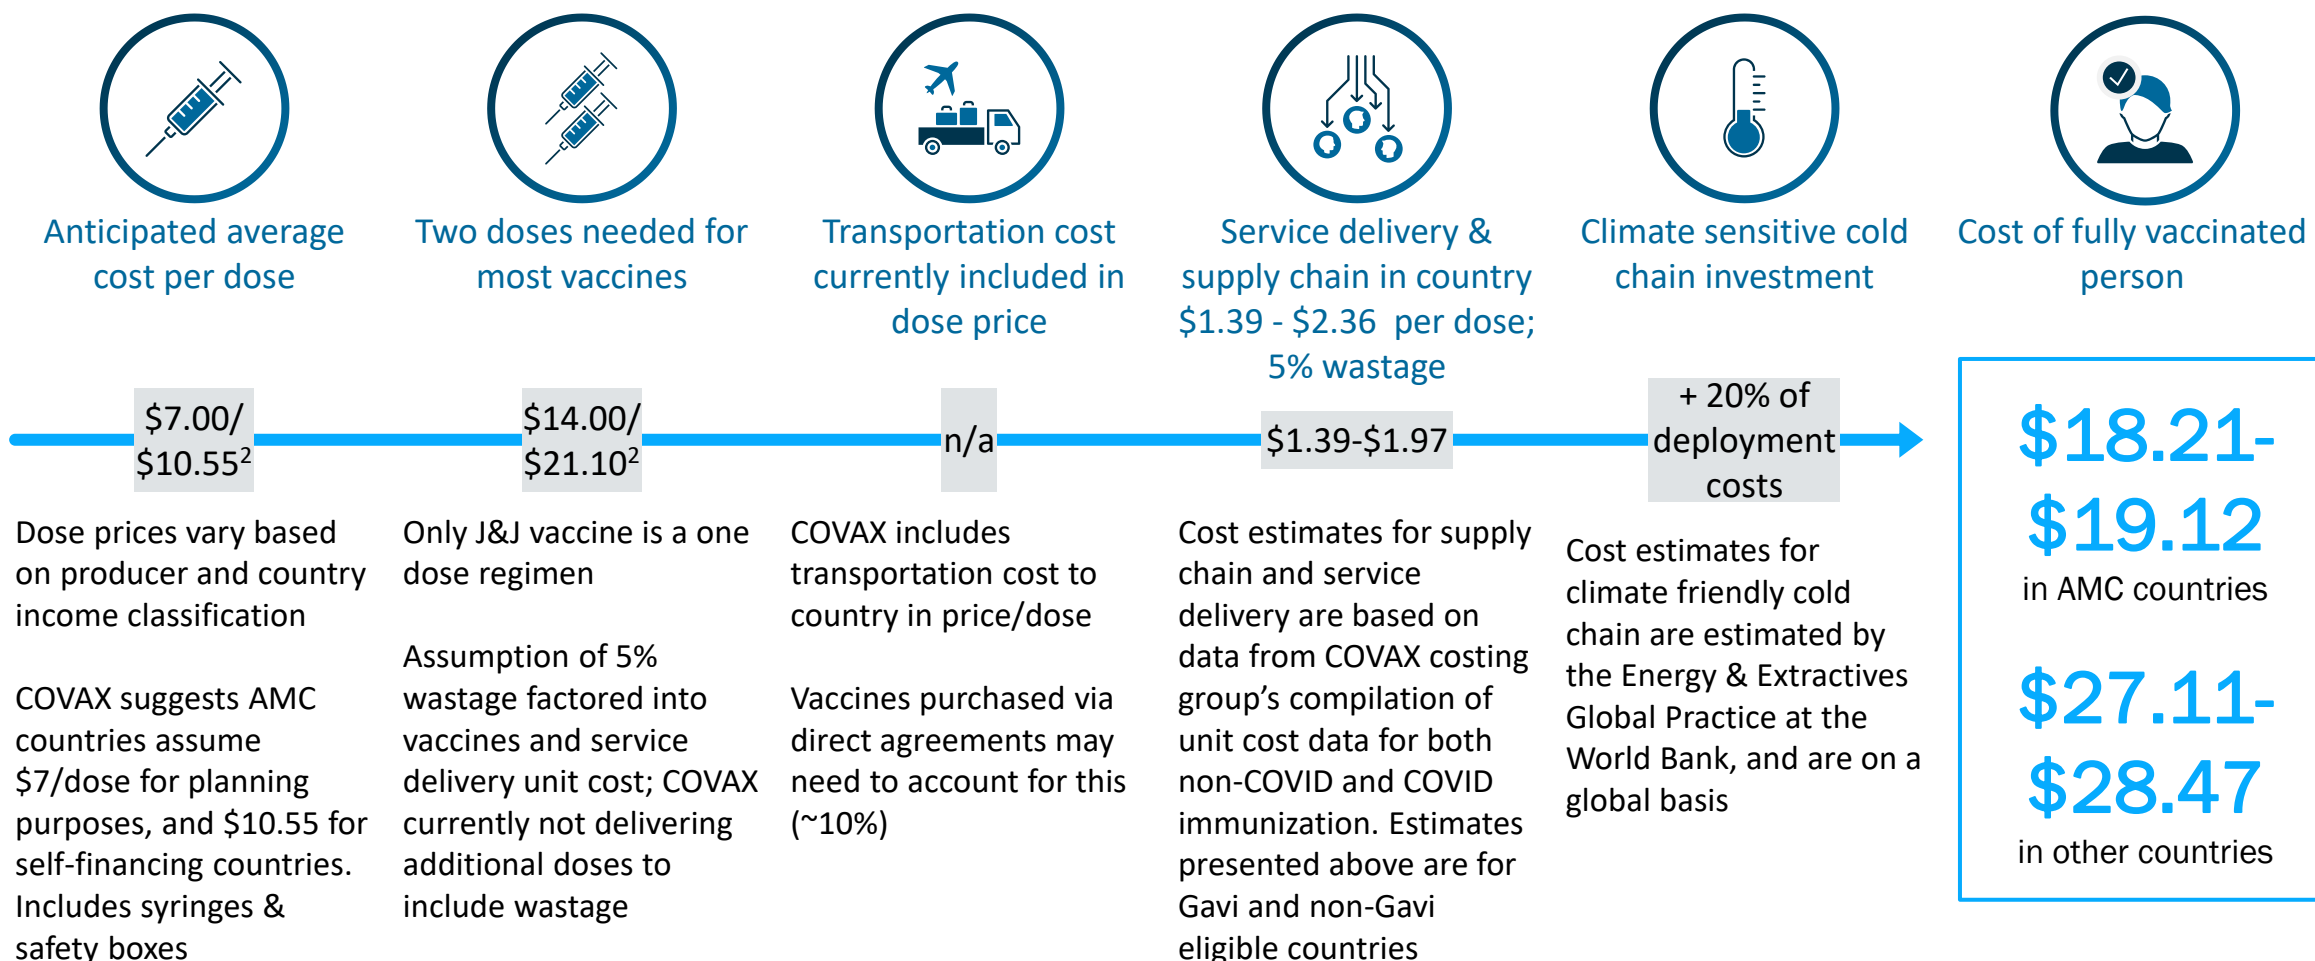 Anticipated average
cost per dose
$7.00/
$10.55²
Dose prices vary based
on producer and country
income classification
COVAX suggests AMC
countries assume
$7/dose for planning
purposes, and $10.55 for
self-financing countries.
Includes syringes &
safety boxes
Two doses needed for
most vaccines
$14.00/
$21.10²
Only J&J vaccine is a one
dose regimen
Assumption of 5%
wastage factored into
vaccines and service
delivery unit cost; COVAX
currently not delivering
additional doses to
include wastage
Transportation cost
currently included in
dose price
n/a
COVAX includes
transportation cost to
country in price/dose
Vaccines purchased via
direct agreements may
need to account for this
(~10%)
Service delivery &
supply chain in country
$1.39 - $2.36 per dose;
5% wastage
$1.39-$1.97
Cost estimates for supply
chain and service
delivery are based on
data from COVAX costing
group's compilation of
unit cost data for both
non-COVID and COVID
immunization. Estimates
presented above are for
Gavi and non-Gavi
eligible countries
Climate sensitive cold
chain investment
+ 20% of
deployment
costs
Cost estimates for
climate friendly cold
chain are estimated by
the Energy & Extractives
Global Practice at the
World Bank, and are on a
global basis
Cost of fully vaccinated
person
$18.21-
$19.12
in AMC countries
$27.11-
$28.47
in other countries